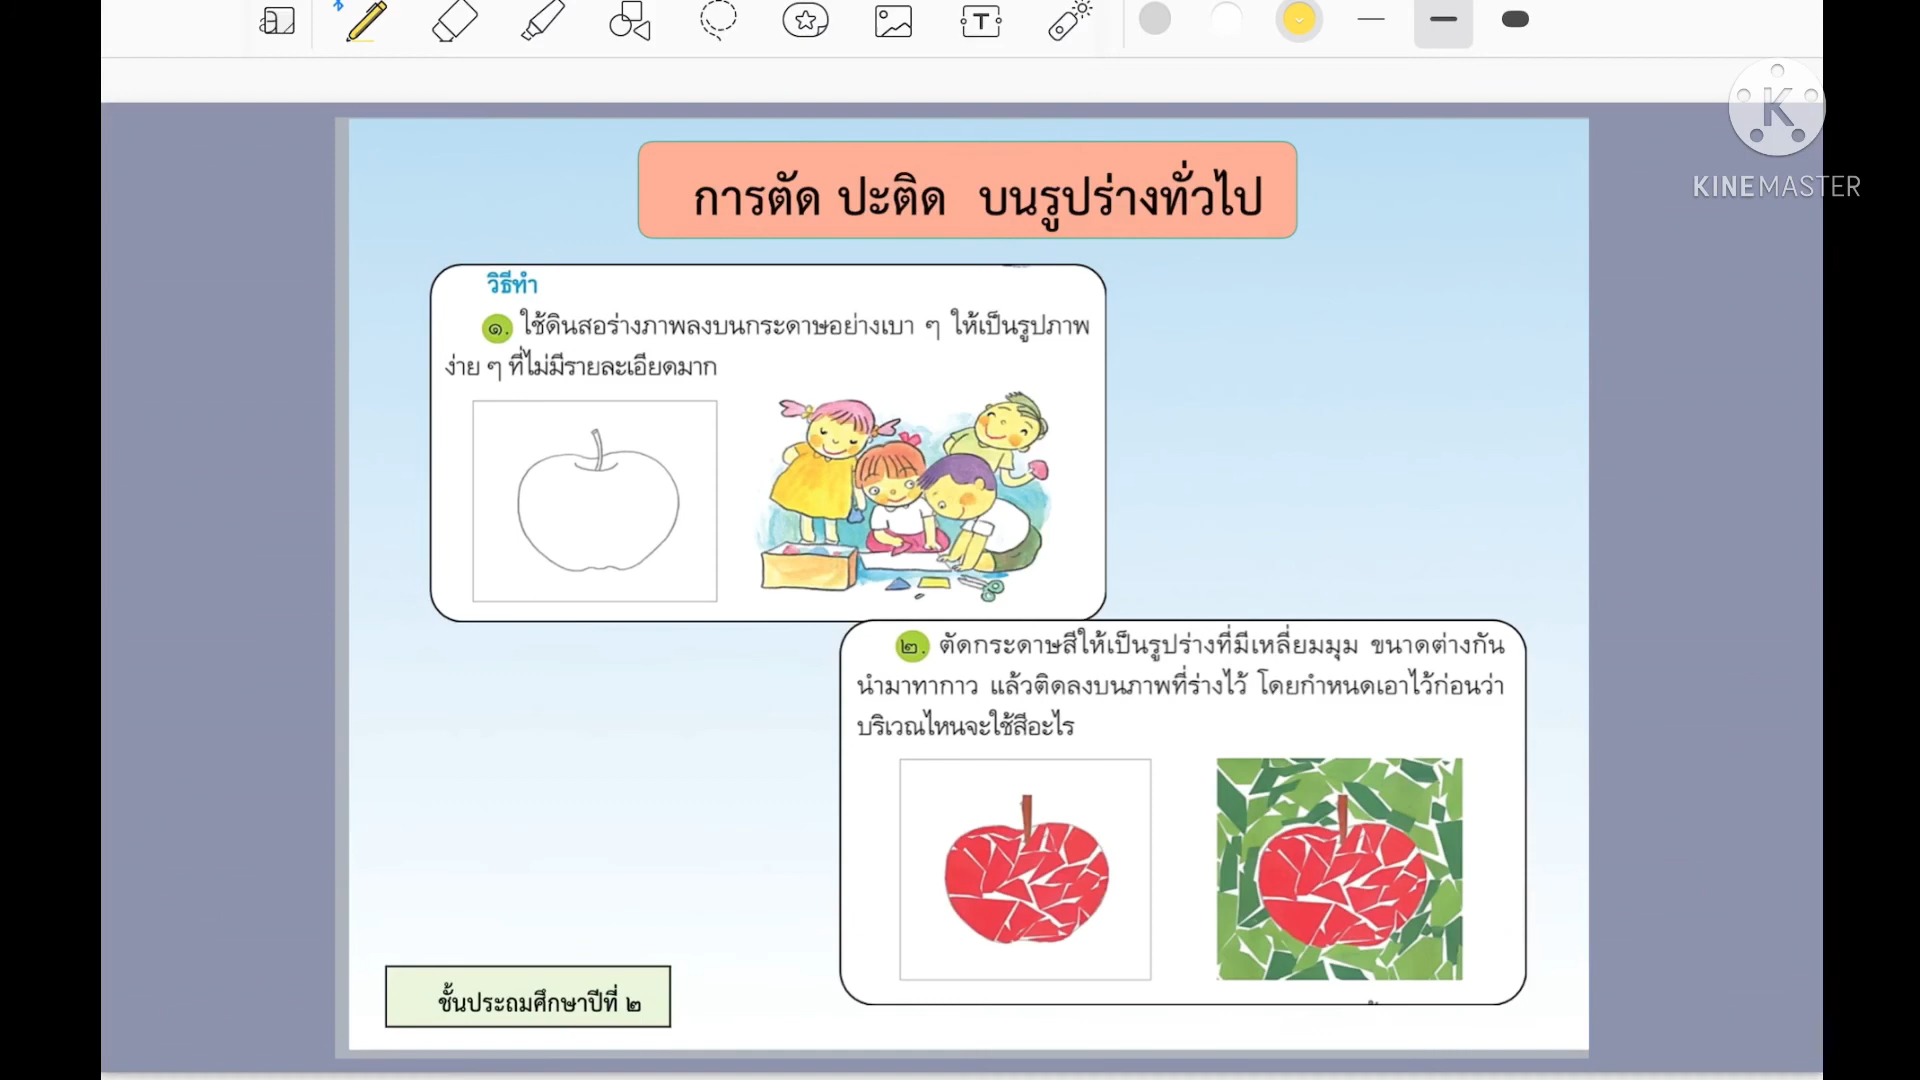 KINEMASTER
การตัด ปะติด บนรูปร่างทั่วไป
วิธีทำ
๑. ใช้ดินสอร่างภาพลงบนกระดาษอย่างเบา ๆ ให้เป็นรูปภาพ
ง่าย ๆ ที่ไม่มีรายละเอียดมาก
๒. ตัดกระดาษสีให้เป็นรูปร่างที่มีเหลี่ยมมุม ขนาดต่างกัน
นำมาทากาว แล้วติดลงบนภาพที่ร่างไว้ โดยกำหนดเอาไว้ก่อนว่า
บริเวณไหนจะใช้สีอะไร
ชั้นประถมศึกษาปีที่ ๒